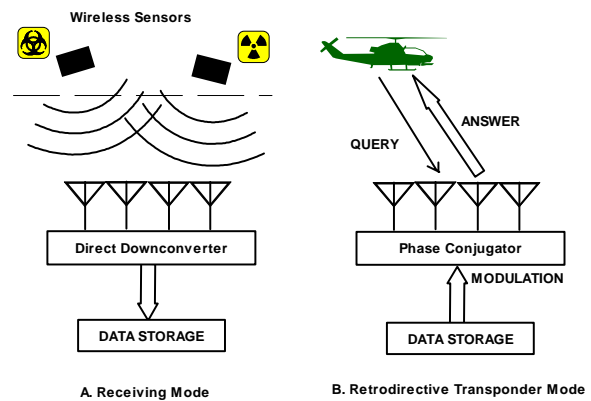 Wireless Sensors
Direct Downconverter
DATA STORAGE
A. Receiving Mode
QUERY
ANSWER
Phase Conjugator
MODULATION
DATA STORAGE
B. Retrodirective Transponder Mode